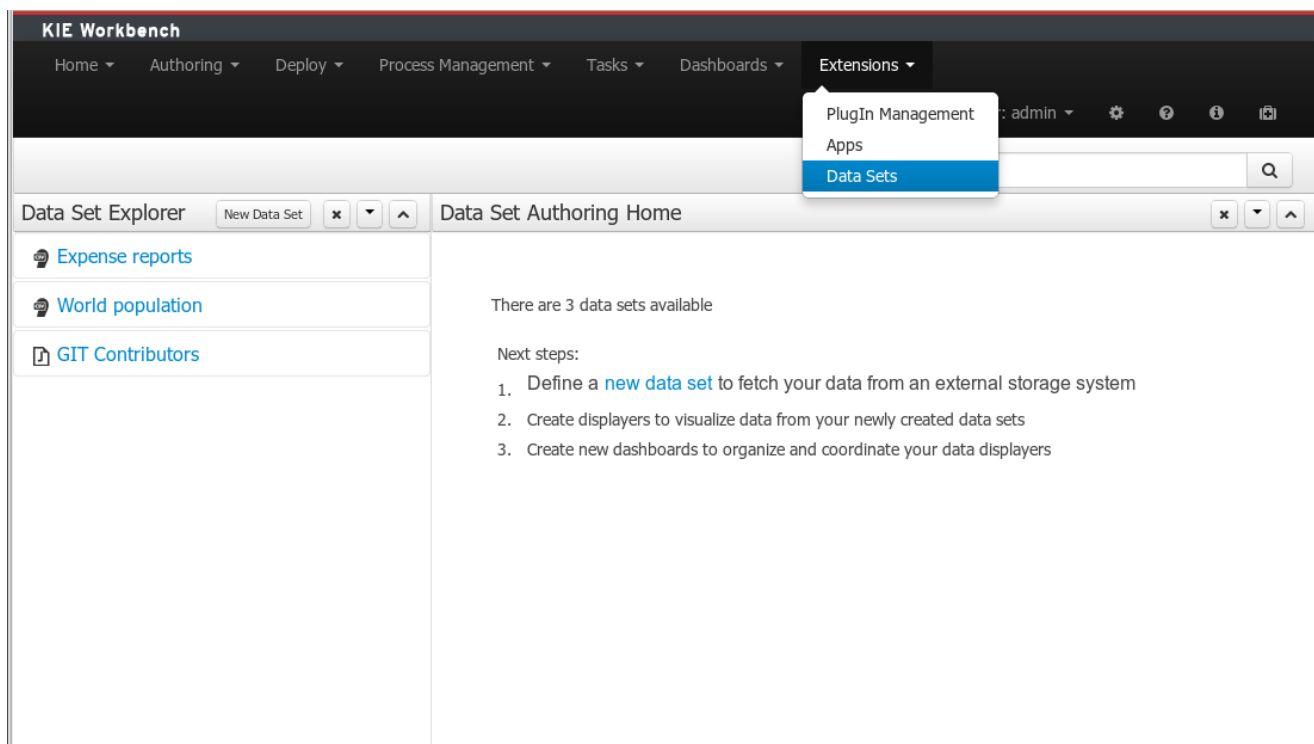 KIE Workbench
Home Authoring Deploy Process Management Tasks Dashboards Extensions
PlugIn Management
r: admin
Apps
Data Sets
Data Set Explorer New Data Set Data Set Authoring Home
Expense reports
World population
There are 3 data sets available
GIT Contributors
Next steps:
1. Define a new data set to fetch your data from an external storage system
2. Create displayers to visualize data from your newly created data sets
3. Create new dashboards to organize and coordinate your data displayers